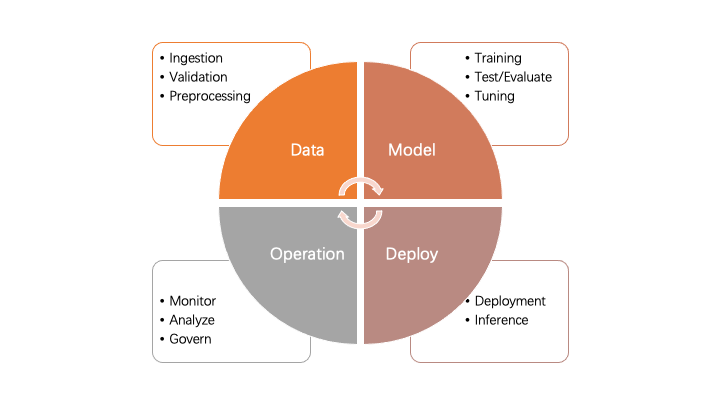 • Ingestion
• Validation
• Preprocessing
• Training
• Test/Evaluate
• Tuning
Data
Model
Operation
Deploy
• Monitor
• Analyze
• Govern
• Deployment
• Inference